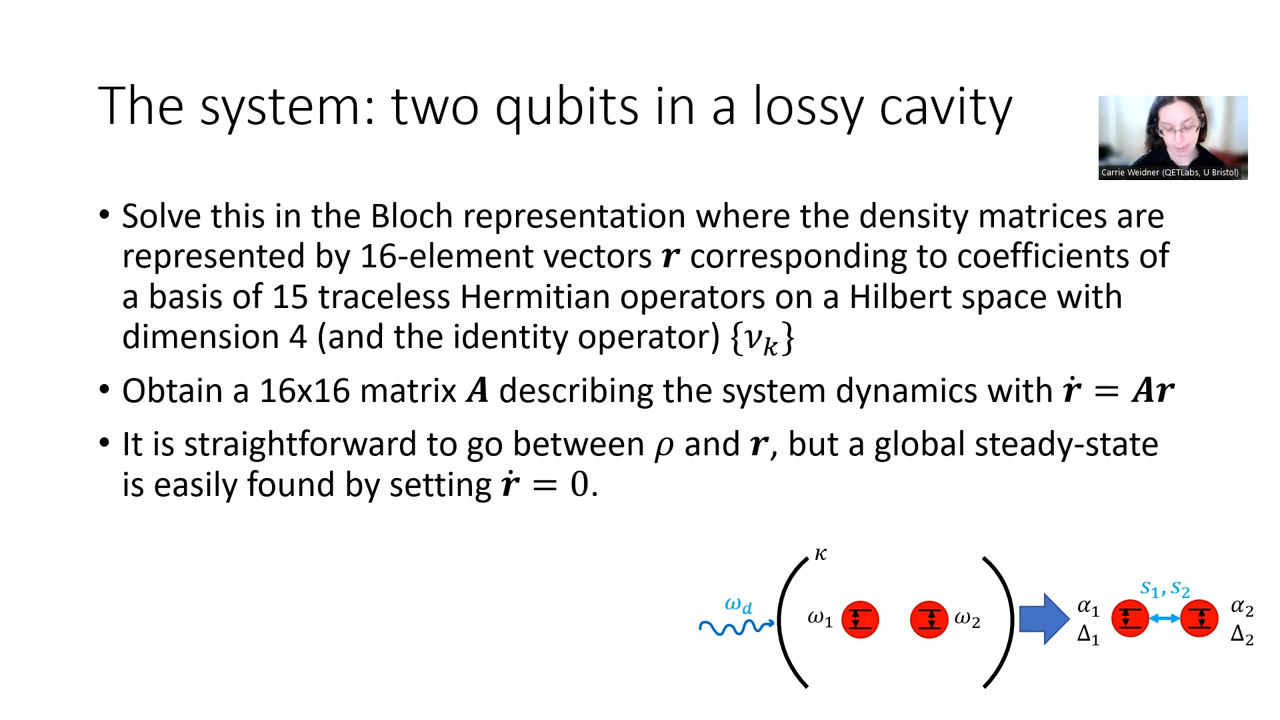 The system: two qubits in a lossy cavity
Carrie Weidner (QETLabs, U Bristol)
• Solve this in the Bloch representation where the density matrices are
represented by 16-element vectors r corresponding to coefficients of
a basis of 15 traceless Hermitian operators on a Hilbert space with
dimension 4 (and the identity operator) {νₖ}
• Obtain a 16x16 matrix A describing the system dynamics with ṙ = Ar
• It is straightforward to go between ρ and r, but a global steady-state
is easily found by setting ṙ = 0.
κ
ω_d
ω₁
ω₂
s₁, s₂
α₁
Δ₁
α₂
Δ₂